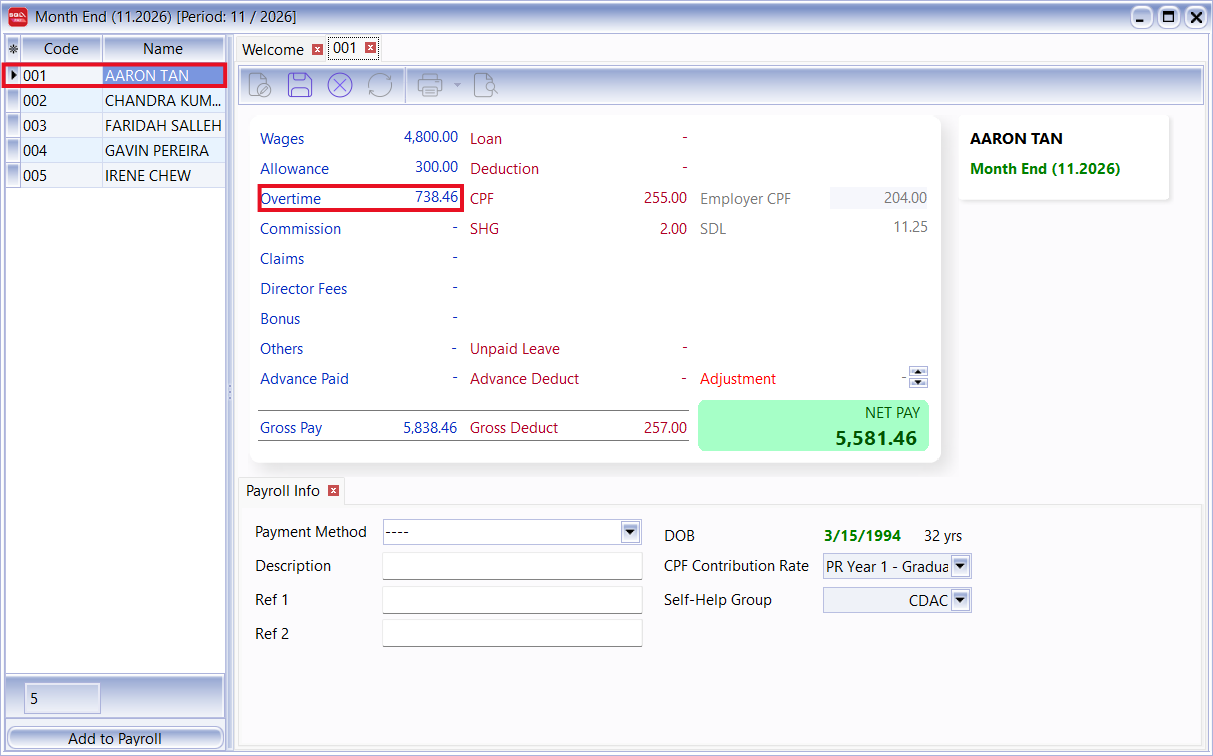 Month End (11.2026) [Period: 11 / 2026]
Code Name
001 AARON TAN
002 CHANDRA KUM...
003 FARIDAH SALLEH
004 GAVIN PEREIRA
005 IRENE CHEW
5
Add to Payroll
Welcome 001
Wages 4,800.00 Loan -
Allowance 300.00 Deduction -
Overtime 738.46 CPF 255.00 Employer CPF 204.00
Commission - SHG 2.00 SDL 11.25
Claims -
Director Fees -
Bonus -
Others - Unpaid Leave -
Advance Paid - Advance Deduct - Adjustment -
Gross Pay 5,838.46 Gross Deduct 257.00
NET PAY
5,581.46
AARON TAN
Month End (11.2026)
Payroll Info
Payment Method ---- DOB 3/15/1994 32 yrs
Description CPF Contribution Rate PR Year 1 - Gradua
Ref 1 Self-Help Group CDAC
Ref 2